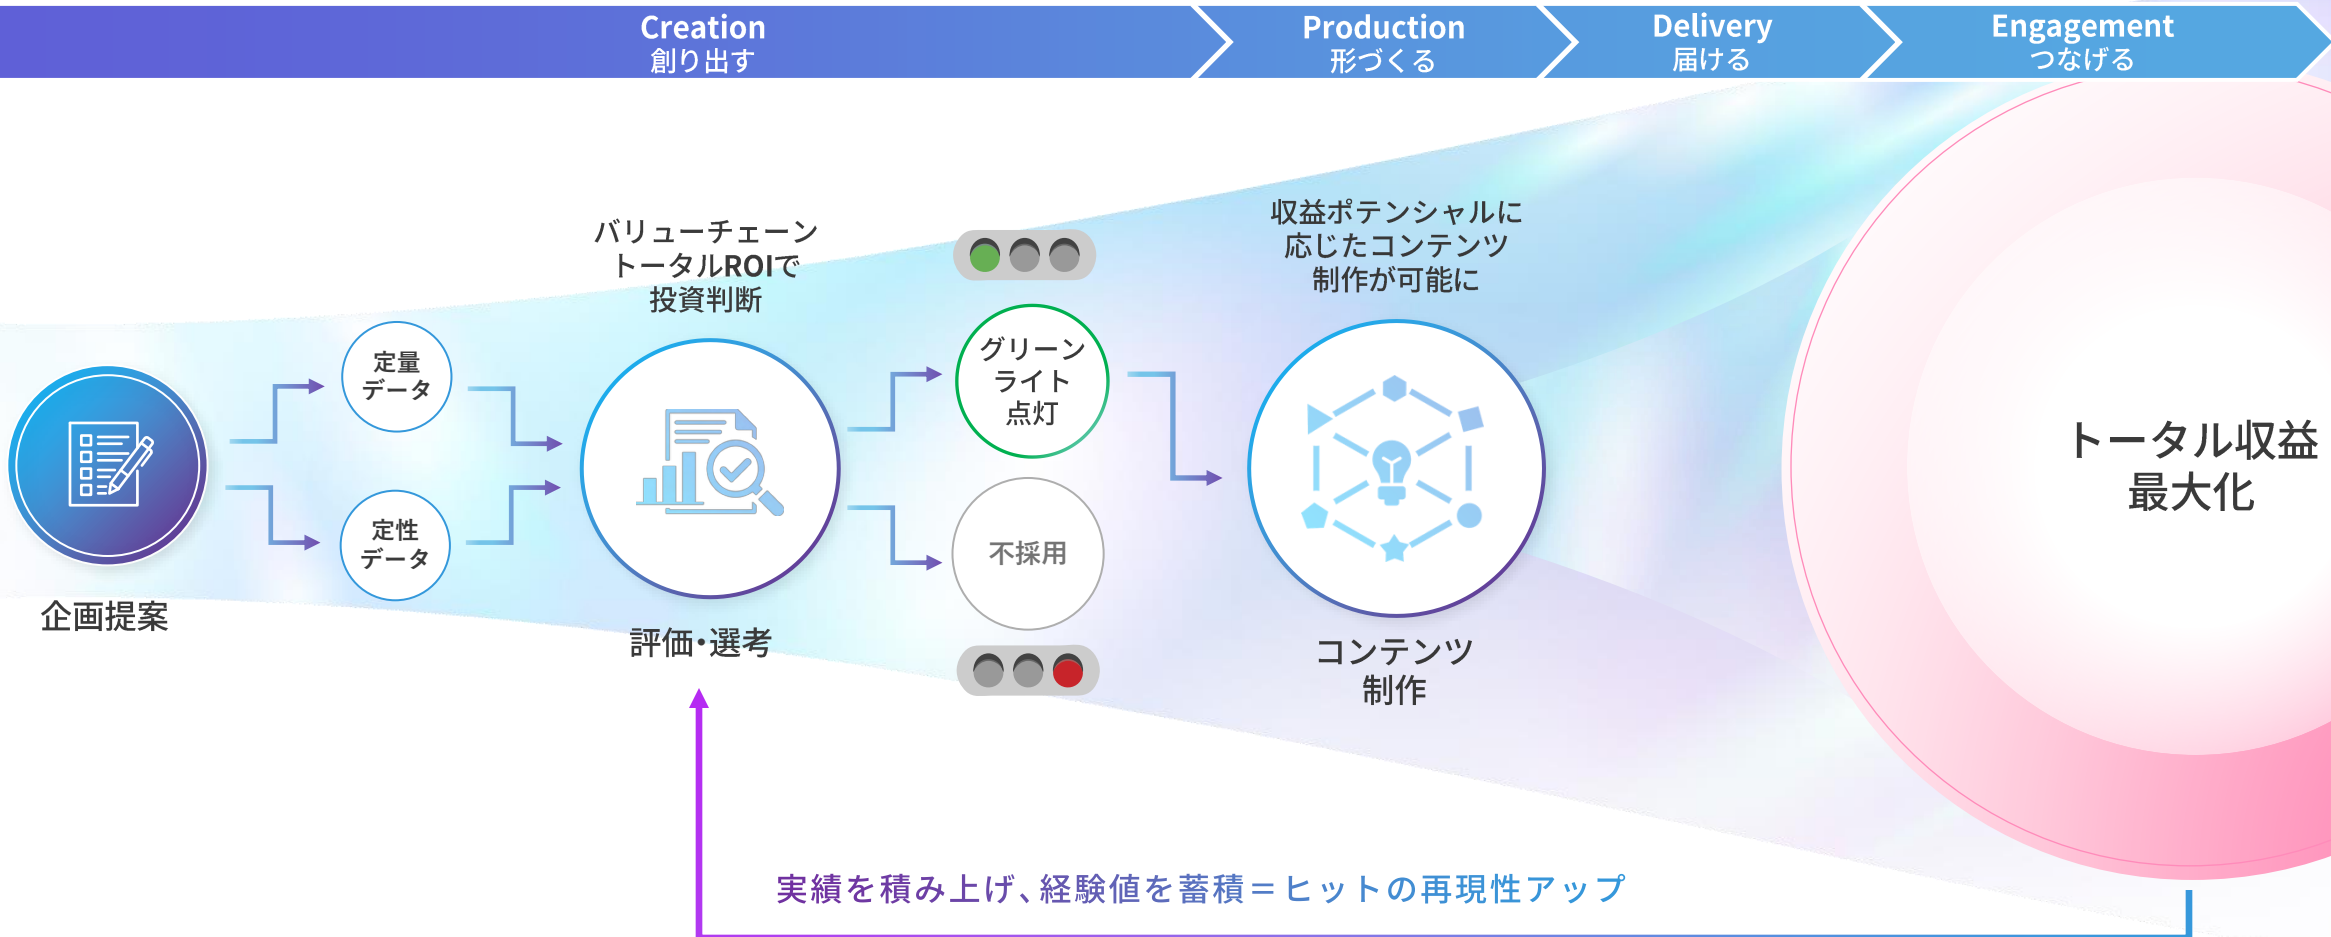 Creation
創り出す
Production
形づくる
Delivery
届ける
Engagement
つなげる
企画提案
定量
データ
定性
データ
バリューチェーン
トータルROIで
投資判断
評価・選考
グリーン
ライト
点灯
不採用
収益ポテンシャルに
応じたコンテンツ
制作が可能に
コンテンツ
制作
トータル収益
最大化
実績を積み上げ、経験値を蓄積＝ヒットの再現性アップ